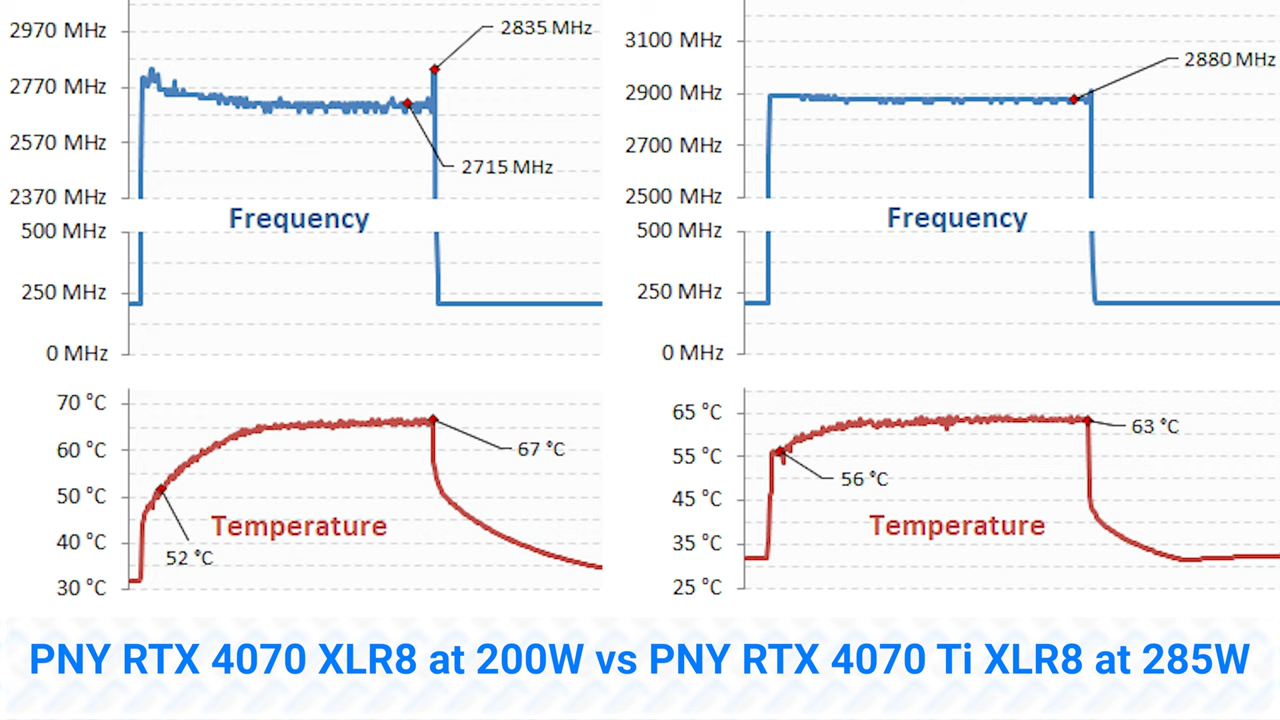 2970 MHz
2770 MHz
2570 MHz
2370 MHz
500 MHz
250 MHz
0 MHz
2835 MHz
2715 MHz
Frequency
70 °C
60 °C
50 °C
40 °C
30 °C
67 °C
52 °C
Temperature
3100 MHz
2900 MHz
2700 MHz
2500 MHz
500 MHz
250 MHz
0 MHz
2880 MHz
Frequency
65 °C
55 °C
45 °C
35 °C
25 °C
63 °C
56 °C
Temperature
PNY RTX 4070 XLR8 at 200W vs PNY RTX 4070 Ti XLR8 at 285W